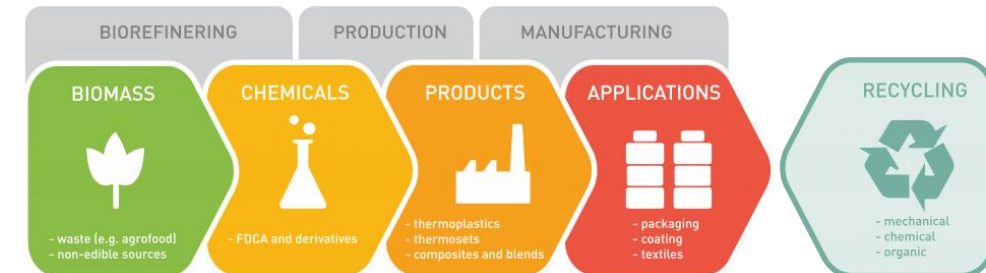 BIOREFINERING
PRODUCTION
MANUFACTURING
BIOMASS
- waste (e.g. agrofood)
- non-edible sources
CHEMICALS
- FDCA and derivatives
PRODUCTS
- thermoplastics
- thermosets
- composites and blends
APPLICATIONS
- packaging
- coating
- textiles
RECYCLING
- mechanical
- chemical
- organic